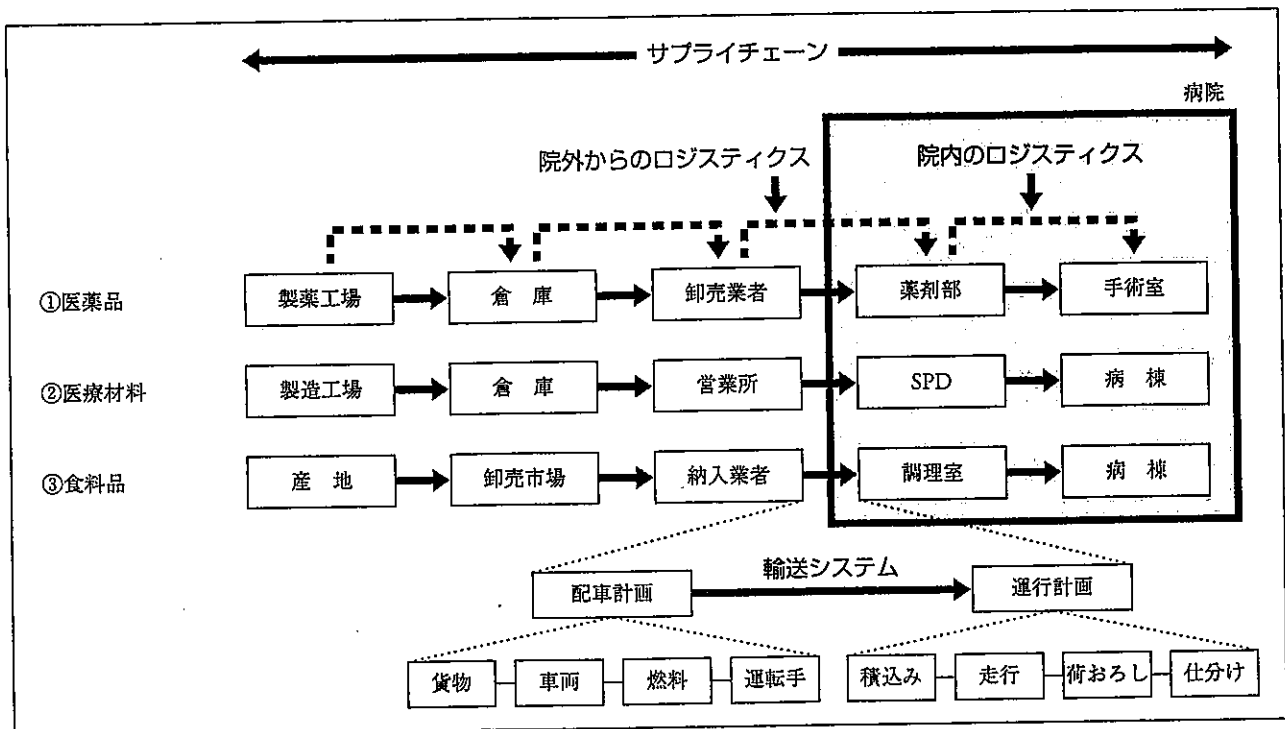 サプライチェーン
病院
院外からのロジスティクス
院内のロジスティクス
①医薬品
製薬工場
倉 庫
卸売業者
薬剤部
手術室
②医療材料
製造工場
倉 庫
営業所
SPD
病 棟
③食料品
産 地
卸売市場
納入業者
調理室
病 棟
輸送システム
配車計画
運行計画
貨物
車両
燃料
運転手
積込み
走行
荷おろし
仕分け